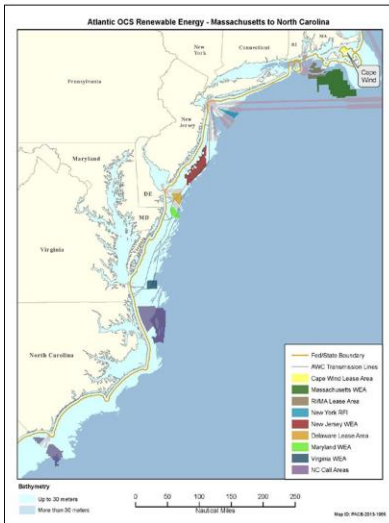 Atlantic OCS Renewable Energy - Massachusetts to North Carolina
New
York
Connecticut
RI
MA
Cape
Wind
Pennsylvania
New
Jersey
Maryland
DE
MD
Virginia
North Carolina
Fed/State Boundary
AWC Transmission Lines
Cape Wind Lease Area
Massachusetts WEA
RI/MA Lease Area
New York RFI
New Jersey WEA
Delaware Lease Area
Maryland WEA
Virginia WEA
NC Call Areas
Bathymetry
Up to 30 meters
More than 30 meters
0 50 100 150 200 250
Nautical Miles